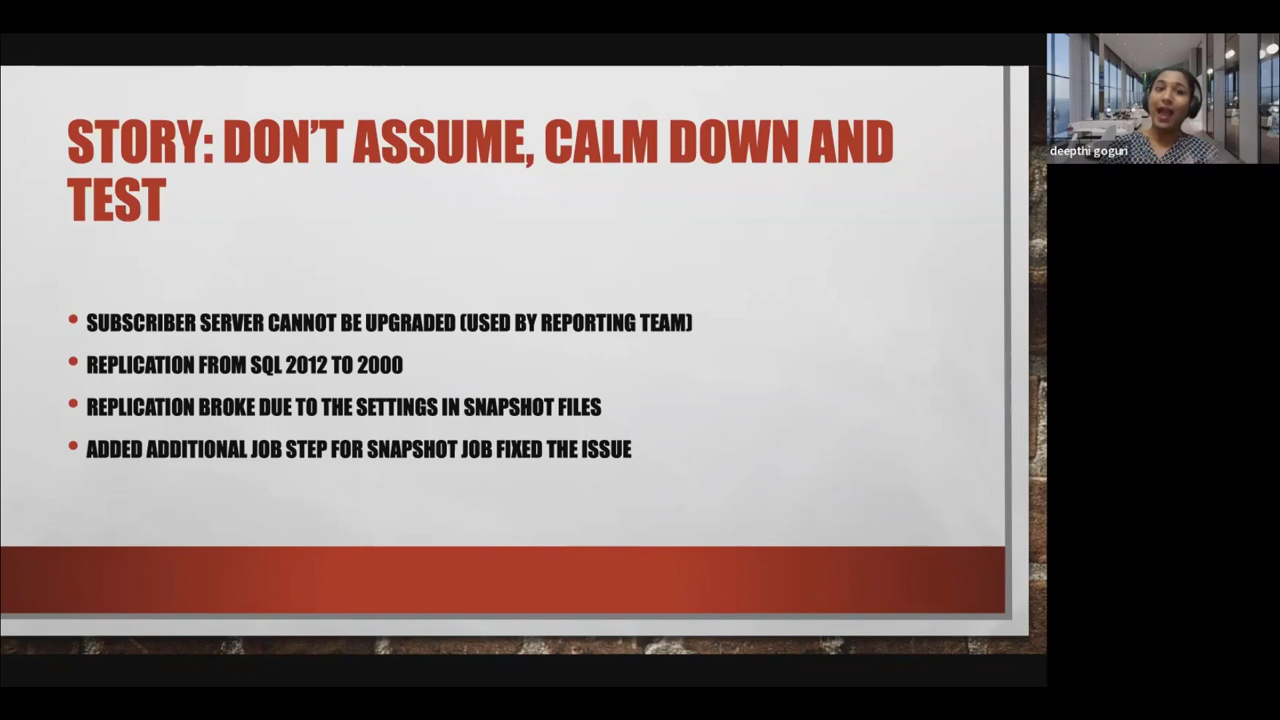 STORY: DON'T ASSUME, CALM DOWN AND
TEST
• SUBSCRIBER SERVER CANNOT BE UPGRADED (USED BY REPORTING TEAM)
• REPLICATION FROM SQL 2012 TO 2000
• REPLICATION BROKE DUE TO THE SETTINGS IN SNAPSHOT FILES
• ADDED ADDITIONAL JOB STEP FOR SNAPSHOT JOB FIXED THE ISSUE
deepthi goguri